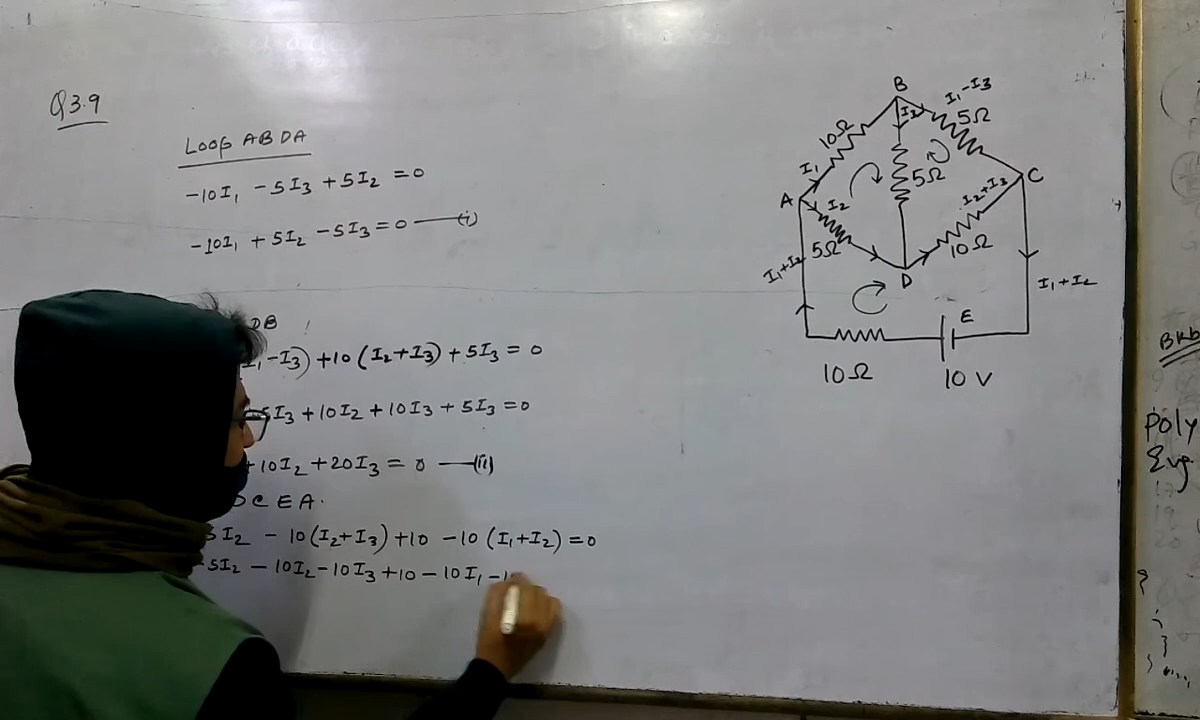 Q3.9
Loop ABDA
-10I₁ -5I₃ +5I₂ =0
-10I₁ +5I₂ -5I₃=0 —(i)
DB
I₁-I₃) +10(I₂+I₃) +5I₃ = 0
5I₃ +10I₂ +10I₃ + 5I₃ =0
+10I₂ +20I₃ = 0 —(ii)
D C E A.
5I₂ - 10(I₂+I₃) +10 -10 (I₁+I₂) =0
-5I₂ - 10I₂ -10I₃ +10 - 10I₁ -1
B
I₁-I₃
10Ω
I₃
5Ω
I₁
5Ω
C
A
I₂
I₂+I₃
5Ω
10Ω
I₁+I₂
D
I₁+I₂
E
10Ω
10 V
Poly